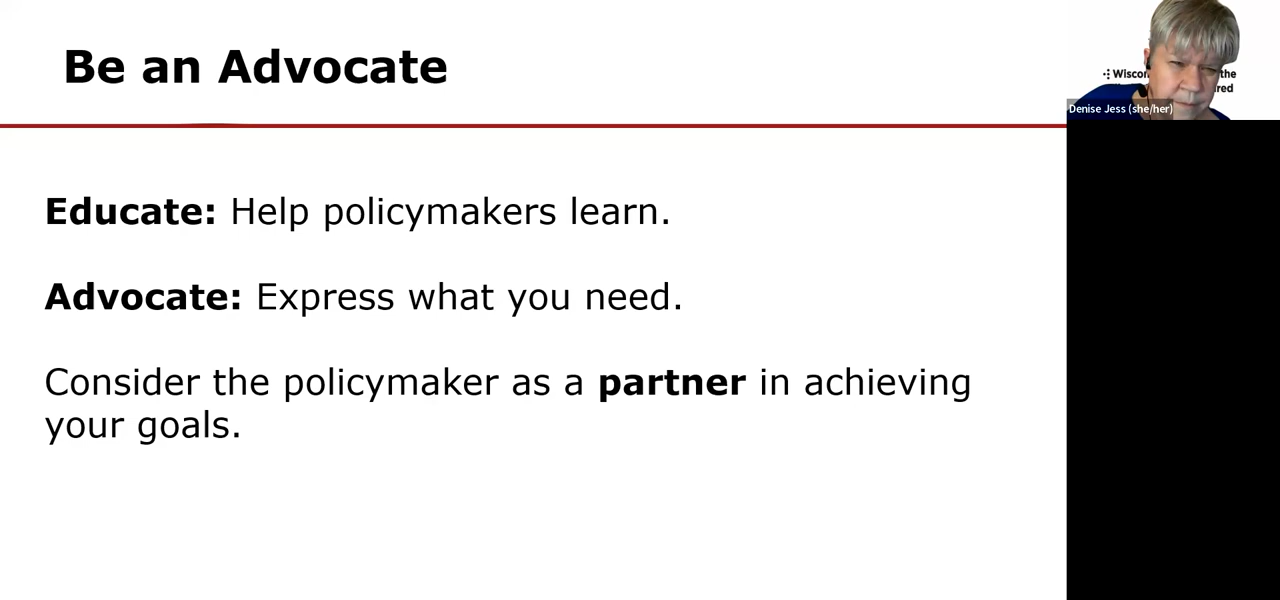 Be an Advocate
Educate: Help policymakers learn.
Advocate: Express what you need.
Consider the policymaker as a partner in achieving
your goals.
the
Denise Jess (she/her)